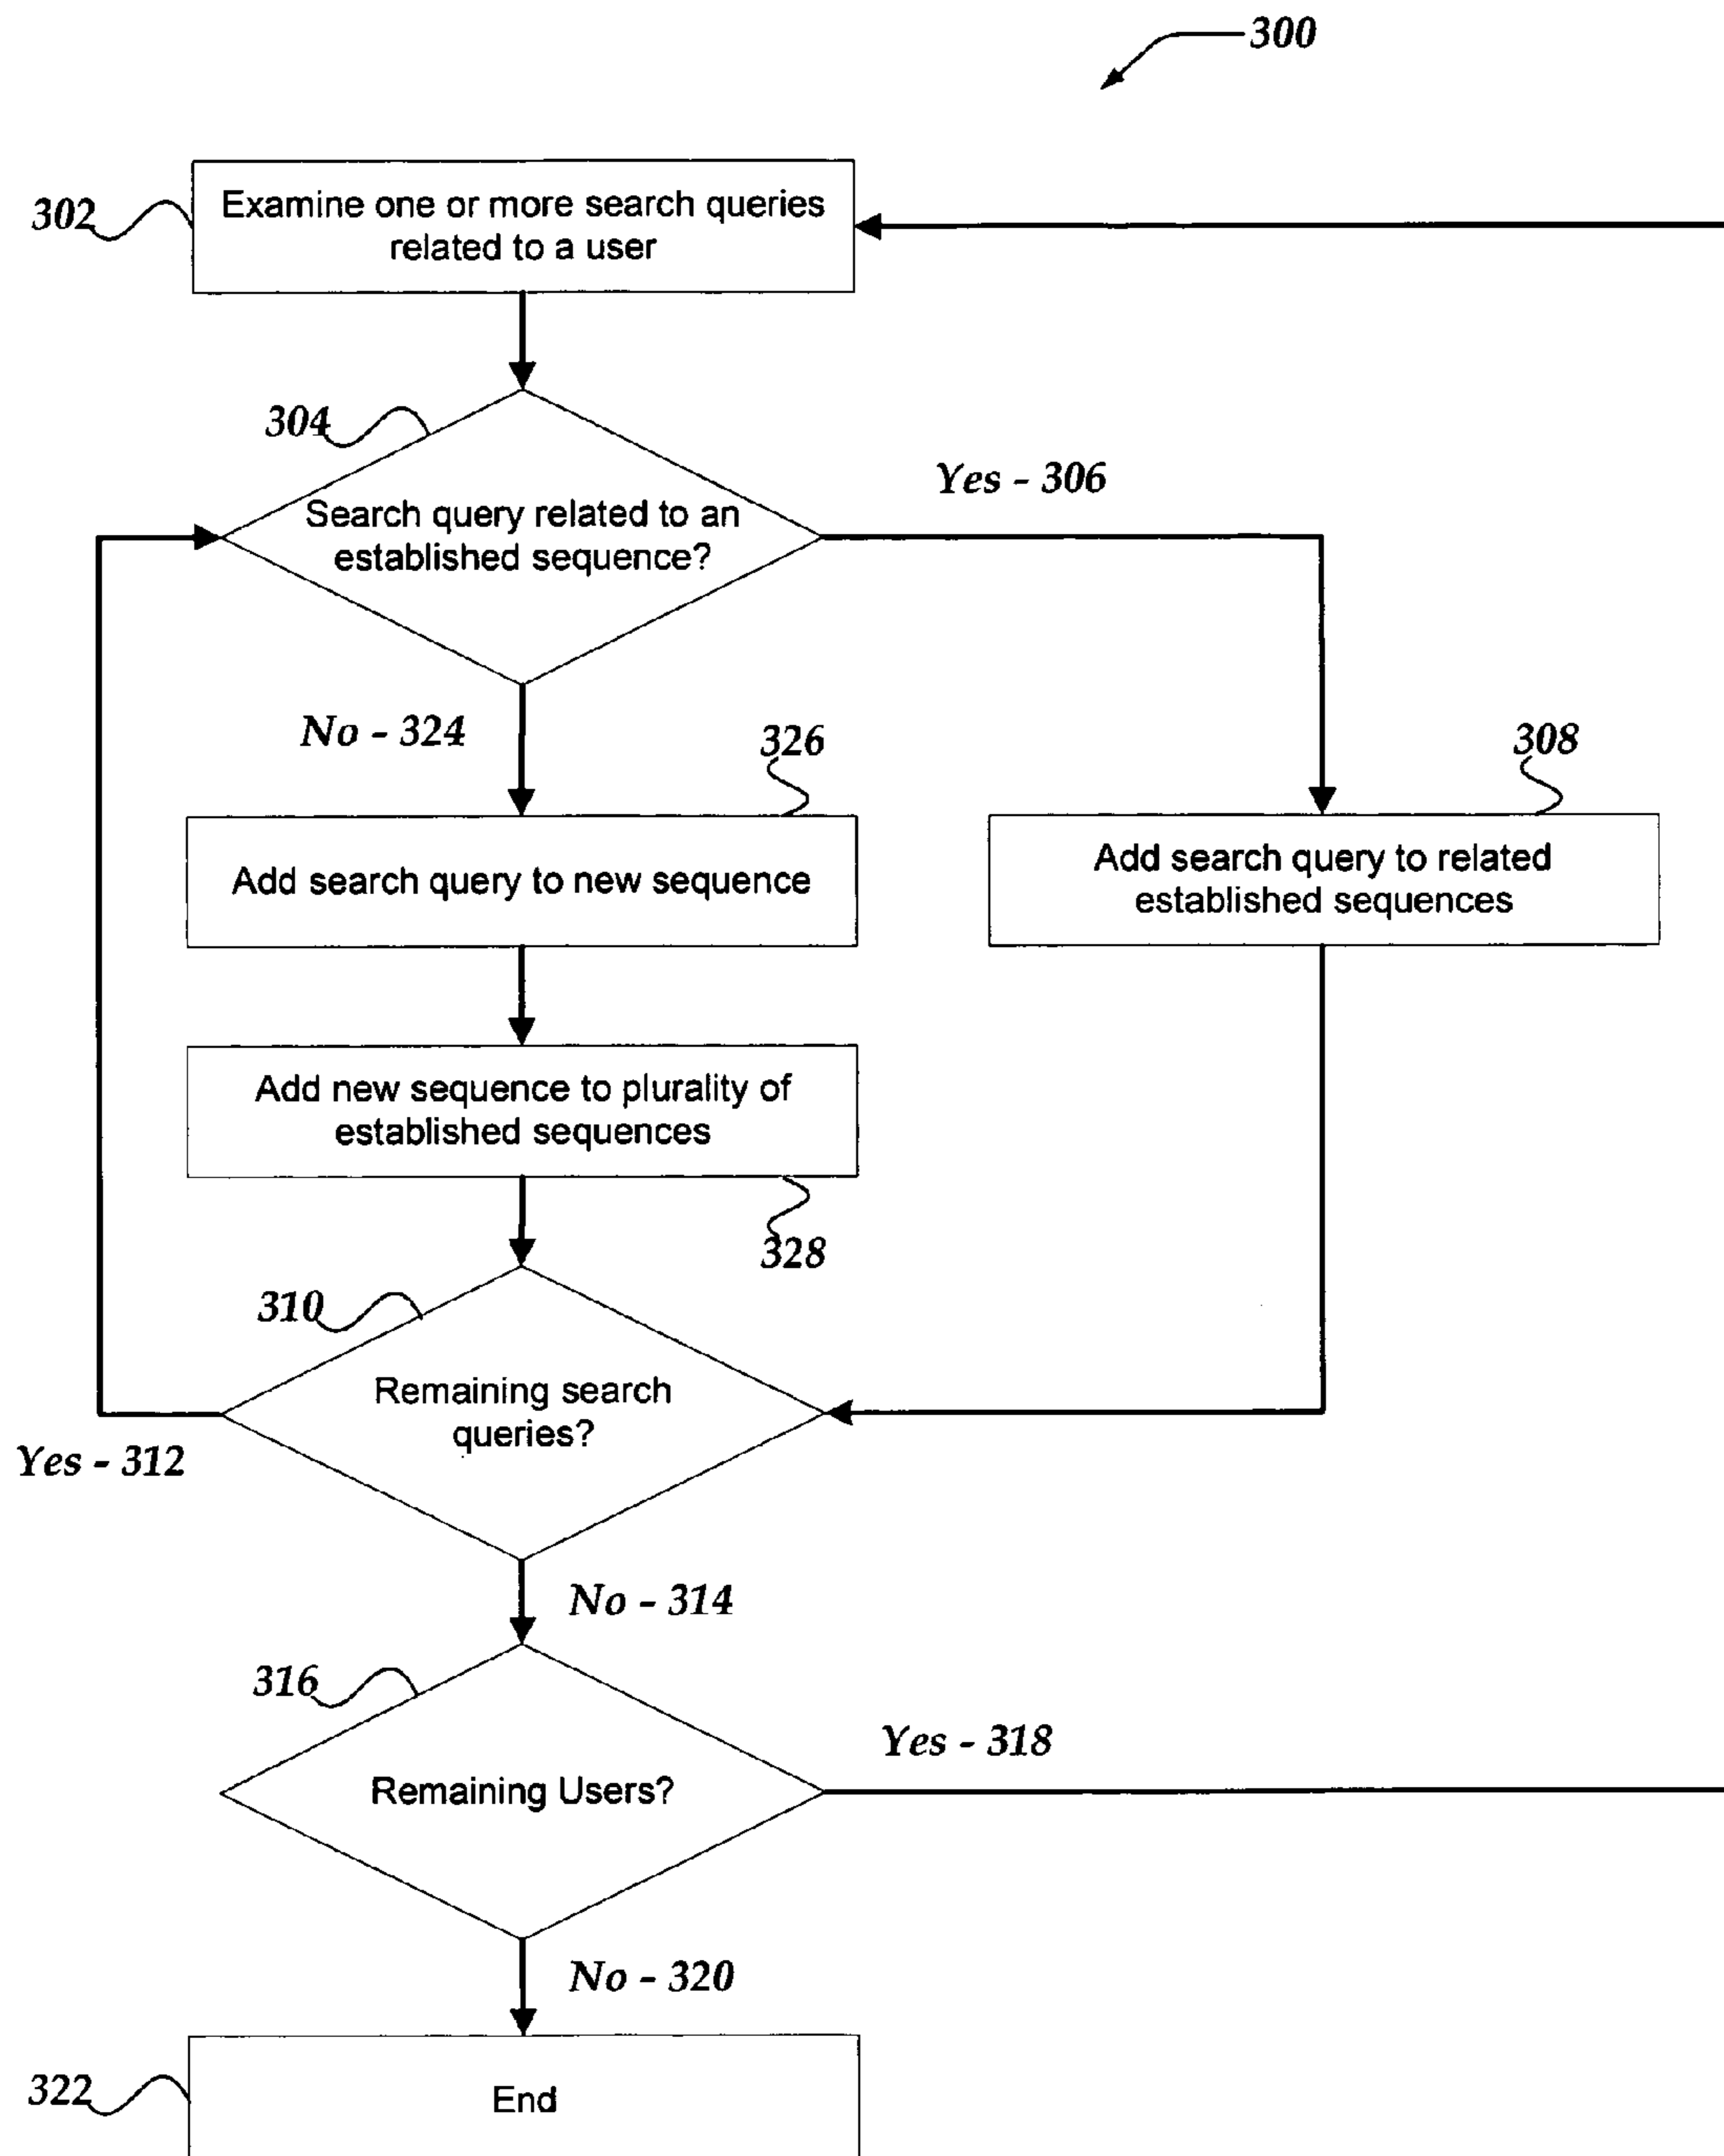 300
302
Examine one or more search queries
related to a user
304
Search query related to an
established sequence?
Yes - 306
No - 324
326
308
Add search query to new sequence
Add search query to related
established sequences
Add new sequence to plurality of
established sequences
328
310
Remaining search
queries?
Yes - 312
No - 314
316
Remaining Users?
Yes - 318
No - 320
322
End